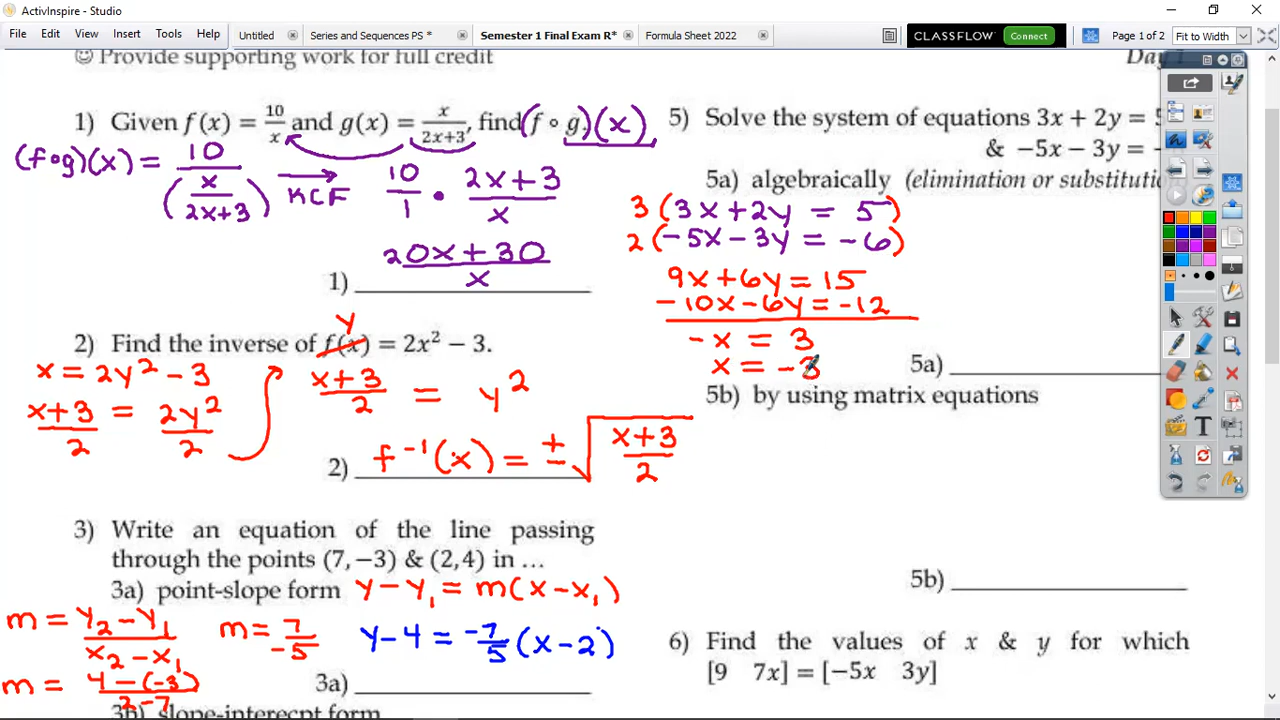 ActivInspire - Studio
File Edit View Insert Tools Help
Untitled
Series and Sequences PS *
Semester 1 Final Exam R*
Formula Sheet 2022
CLASSFLOW Connect
Page 1 of 2
Fit to Width
☺ Provide supporting work for full credit
Day 1
1) Given f(x) = 10/x and g(x) = x/(2x+3), find (f ∘ g)(x)
(f∘g)(x) = 10/(x/(2x+3)) → KCF 10/1 • (2x+3)/x
(20x+30)/x
1)
2) Find the inverse of f(x) = 2x² − 3.
y
x = 2y² − 3
(x+3)/2 = 2y²/2
(x+3)/2 = y²
2) f⁻¹(x) = ±√((x+3)/2)
3) Write an equation of the line passing
through the points (7, −3) & (2, 4) in …
3a) point-slope form y − y₁ = m(x − x₁)
m = (y₂ − y₁)/(x₂ − x₁)
m = 7/−5
y − 4 = −7/5 (x − 2)
m = (4 − (−3))/(2 − 7)
3a)
3b) slope-intercept form
5) Solve the system of equations 3x + 2y = 5
& −5x − 3y = −
5a) algebraically (elimination or substituti
3(3x + 2y = 5)
2(−5x − 3y = −6)
9x + 6y = 15
−10x − 6y = −12
−x = 3
x = −3
5a)
5b) by using matrix equations
5b)
6) Find the values of x & y for which
[9 7x] = [−5x 3y]